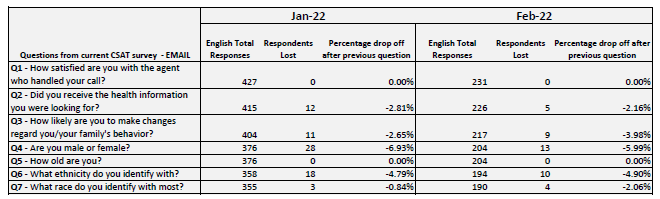 Jan-22 Feb-22
English Total Respondents Percentage drop off English Total Respondents Percentage drop off after
Questions from current CSAT survey - EMAIL Responses Lost after previous question Responses Lost previous question
Q1 - How satisfied are you with the agent
who handled your call? 427 0 0.00% 231 0 0.00%
Q2 - Did you receive the health information
you were looking for? 415 12 -2.81% 226 5 -2.16%
Q3 - How likely are you to make changes
regard you/your family's behavior? 404 11 -2.65% 217 9 -3.98%
Q4 - Are you male or female? 376 28 -6.93% 204 13 -5.99%
Q5 - How old are you? 376 0 0.00% 204 0 0.00%
Q6 - What ethnicity do you identify with? 358 18 -4.79% 194 10 -4.90%
Q7 - What race do you identify with most? 355 3 -0.84% 190 4 -2.06%